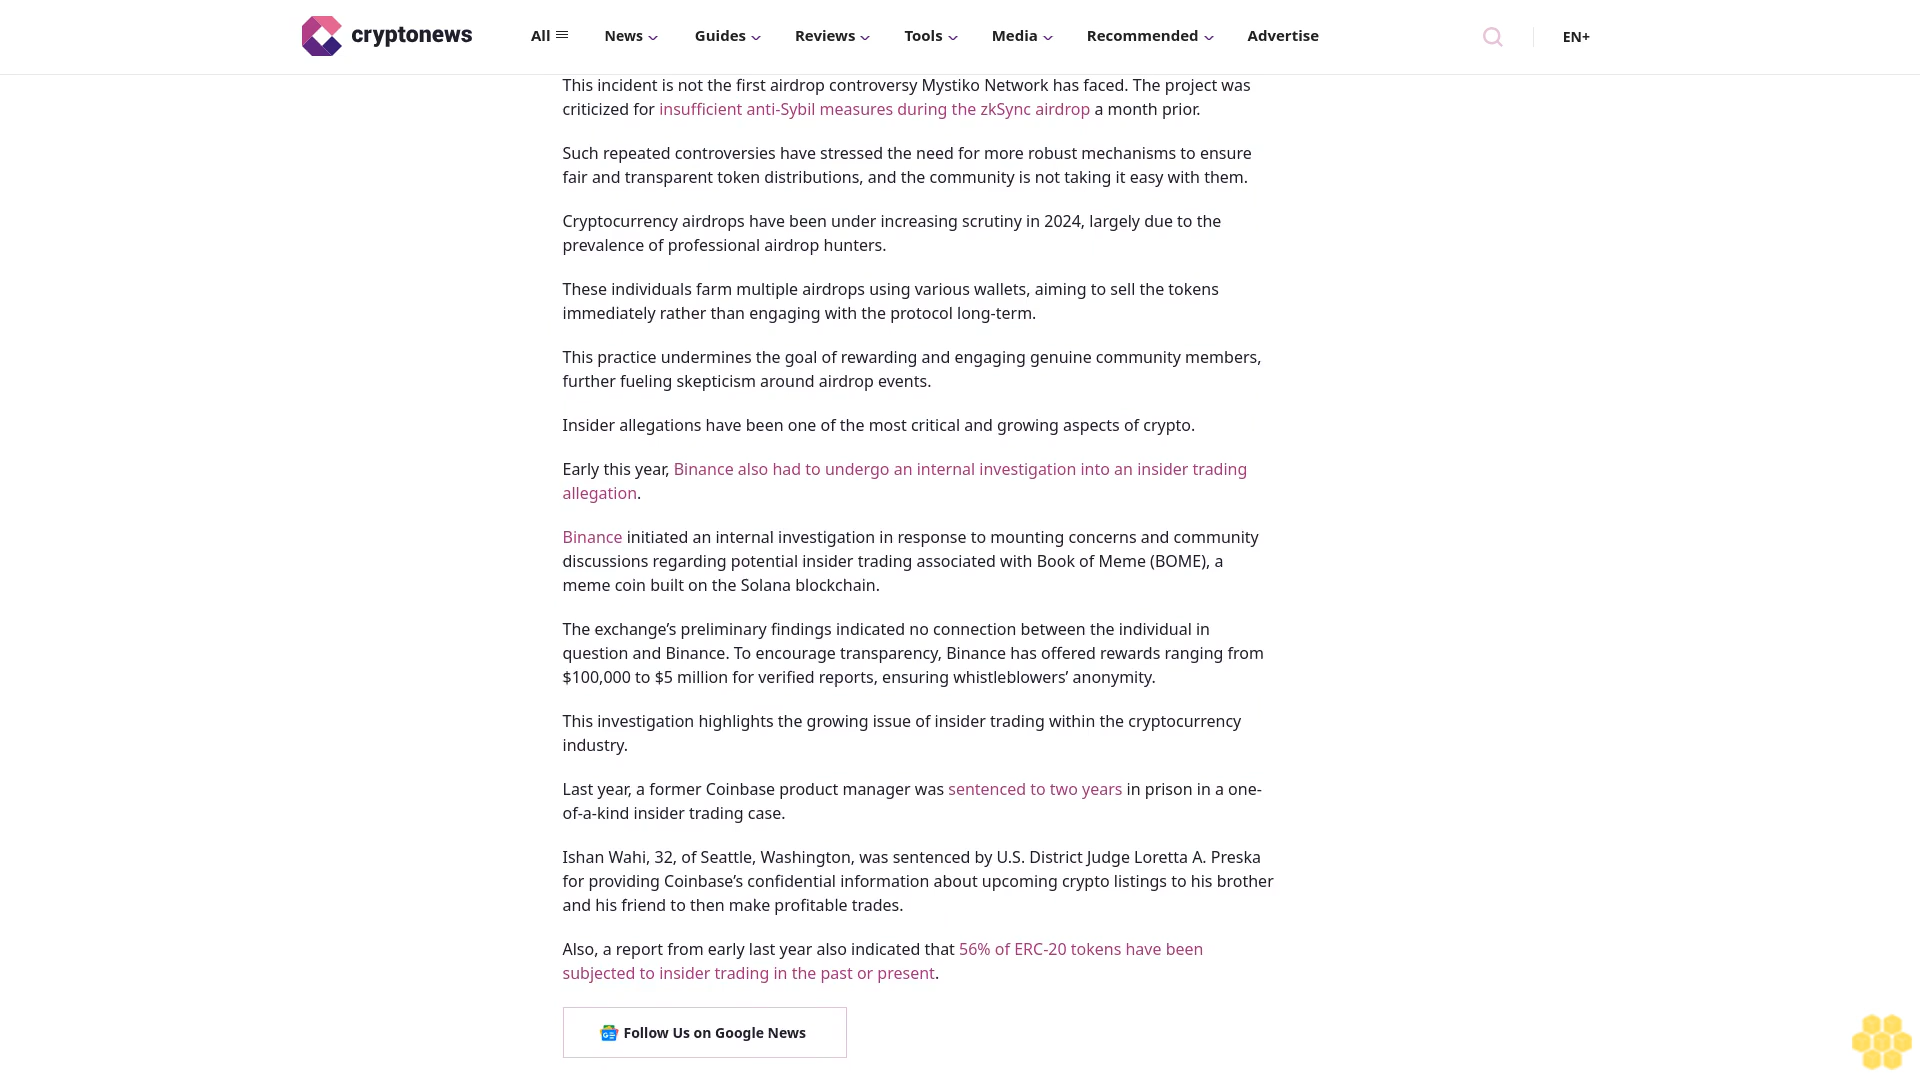 cryptonews
All News Guides Reviews Tools Media Recommended Advertise EN+
This incident is not the first airdrop controversy Mystiko Network has faced. The project was
criticized for insufficient anti-Sybil measures during the zkSync airdrop a month prior.
Such repeated controversies have stressed the need for more robust mechanisms to ensure
fair and transparent token distributions, and the community is not taking it easy with them.
Cryptocurrency airdrops have been under increasing scrutiny in 2024, largely due to the
prevalence of professional airdrop hunters.
These individuals farm multiple airdrops using various wallets, aiming to sell the tokens
immediately rather than engaging with the protocol long-term.
This practice undermines the goal of rewarding and engaging genuine community members,
further fueling skepticism around airdrop events.
Insider allegations have been one of the most critical and growing aspects of crypto.
Early this year, Binance also had to undergo an internal investigation into an insider trading
allegation.
Binance initiated an internal investigation in response to mounting concerns and community
discussions regarding potential insider trading associated with Book of Meme (BOME), a
meme coin built on the Solana blockchain.
The exchange’s preliminary findings indicated no connection between the individual in
question and Binance. To encourage transparency, Binance has offered rewards ranging from
$100,000 to $5 million for verified reports, ensuring whistleblowers’ anonymity.
This investigation highlights the growing issue of insider trading within the cryptocurrency
industry.
Last year, a former Coinbase product manager was sentenced to two years in prison in a one-
of-a-kind insider trading case.
Ishan Wahi, 32, of Seattle, Washington, was sentenced by U.S. District Judge Loretta A. Preska
for providing Coinbase’s confidential information about upcoming crypto listings to his brother
and his friend to then make profitable trades.
Also, a report from early last year also indicated that 56% of ERC-20 tokens have been
subjected to insider trading in the past or present.
Follow Us on Google News